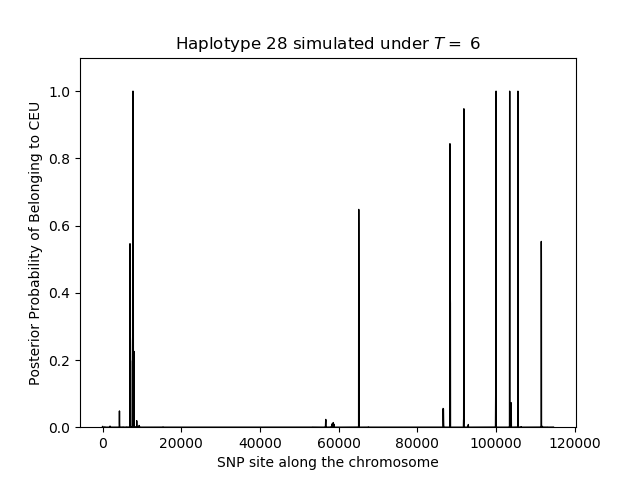 Haplotype 28 simulated under T = 6
Posterior Probability of Belonging to CEU
1.0
0.8
0.6
0.4
0.2
0.0
0 20000 40000 60000 80000 100000 120000
SNP site along the chromosome